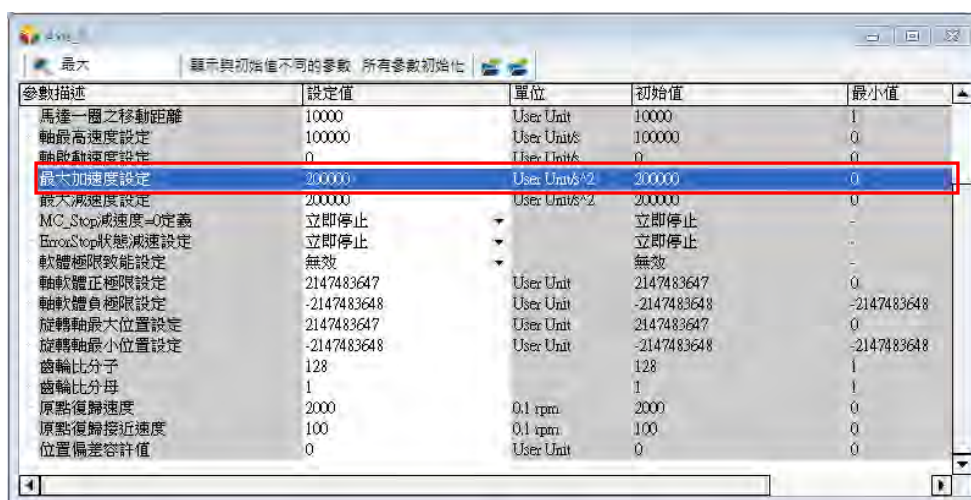 最大 顯示與初始值不同的參數 所有參數初始化
參數描述 設定值 單位 初始值 最小值
馬達一圈之移動距離 10000 User Unit 10000 1
軸最高速度設定 100000 User Unit/s 100000 0
軸啟動速度設定 0 User Unit/s 0 0
最大加速度設定 200000 User Unit/s^2 200000 0
最大減速度設定 200000 User Unit/s^2 200000 0
MC_Stop減速度=0定義 立即停止 立即停止 -
ErrorStop狀態減速設定 立即停止 立即停止 -
軟體極限致能設定 無效 無效 -
軸軟體正極限設定 2147483647 User Unit 2147483647 0
軸軟體負極限設定 -2147483648 User Unit -2147483648 -2147483648
旋轉軸最大位置設定 2147483647 User Unit 2147483647 0
旋轉軸最小位置設定 -2147483648 User Unit -2147483648 -2147483648
齒輪比分子 128 128 1
齒輪比分母 1 1 1
原點復歸速度 2000 0.1 rpm 2000 0
原點復歸接近速度 100 0.1 rpm 100 0
位置偏差容許值 0 User Unit 0 0